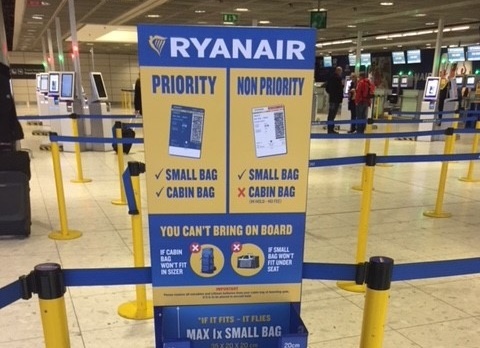 RYANAIR
PRIORITY
NON PRIORITY
✓ SMALL BAG
✓ CABIN BAG
✓ SMALL BAG
✗ CABIN BAG
YOU CAN'T BRING ON BOARD
IF CABIN
BAG
WON'T FIT
IN SIZER
IF SMALL
BAG WON'T
FIT UNDER
SEAT
IMPORTANT
"IF IT FITS - IT FLIES
MAX 1x SMALL BAG
20cm